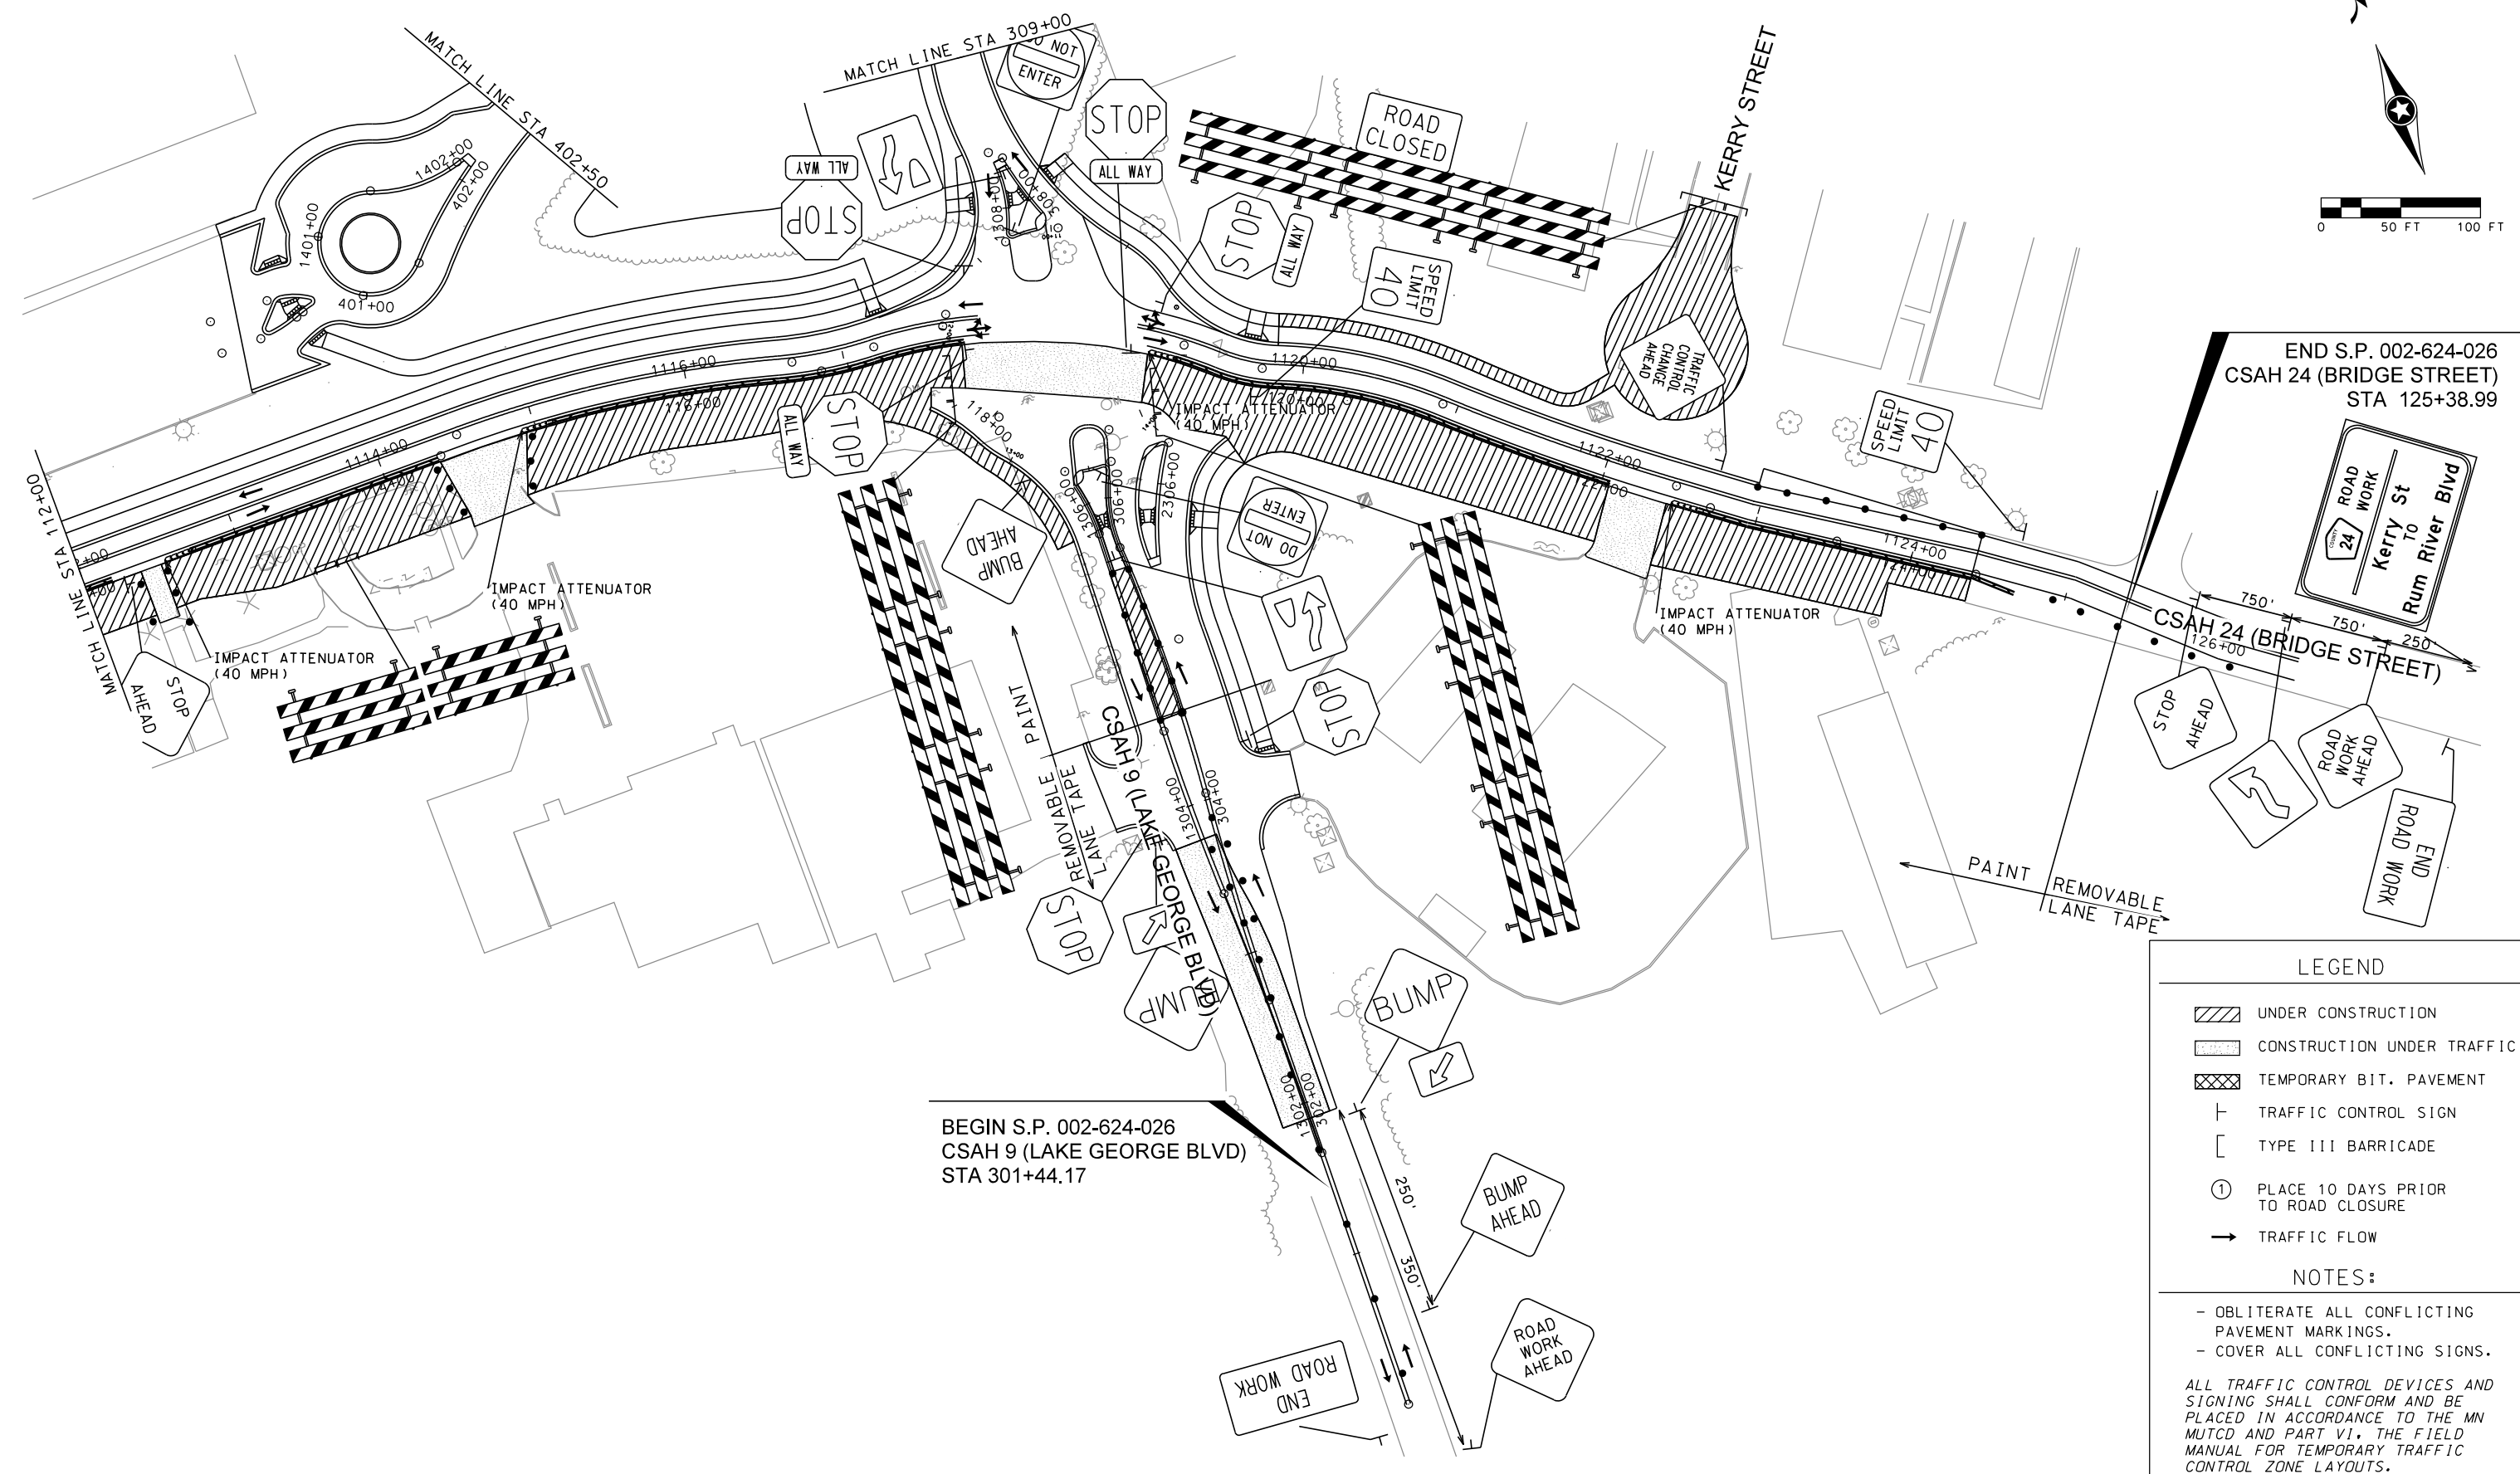 MATCH LINE STA 402+50
MATCH LINE STA 309+00
DO NOT
ENTER
STOP
ALL WAY
ROAD
CLOSED
KERRY STREET
0
50 FT
100 FT
1402+00
402+00
1401+00
401+00
ALL WAY
STOP
1308+00
308+00
STOP
ALL WAY
SPEED
LIMIT
40
TRAFFIC
CONTROL
CHANGE
AHEAD
END S.P. 002-624-026
CSAH 24 (BRIDGE STREET)
STA 125+38.99
1116+00
116+00
1120+00
120+00
IMPACT ATTENUATOR
(40 MPH)
SPEED
LIMIT
40
COUNTY
24
ROAD
WORK
Kerry St
TO
Rum River Blvd
ALL WAY
STOP
118+00
1114+00
114+00
1122+00
122+00
1306+00
306+00
2306+00
DO NOT
ENTER
BUMP
AHEAD
MATCH LINE STA 112+00
1124+00
124+00
IMPACT ATTENUATOR
(40 MPH)
IMPACT ATTENUATOR
(40 MPH)
IMPACT ATTENUATOR
(40 MPH)
750'
750'
250'
CSAH 24 (BRIDGE STREET)
126+00
STOP
AHEAD
STOP
STOP
AHEAD
ROAD
WORK
AHEAD
END
ROAD WORK
PAINT
REMOVABLE
LANE TAPE
CSAH 9 (LAKE GEORGE BLVD)
1304+00
304+00
STOP
BUMP
PAINT
REMOVABLE
LANE TAPE
BUMP
1302+00
302+00
BEGIN S.P. 002-624-026
CSAH 9 (LAKE GEORGE BLVD)
STA 301+44.17
250'
350'
BUMP
AHEAD
ROAD
WORK
AHEAD
END
ROAD WORK
LEGEND
UNDER CONSTRUCTION
CONSTRUCTION UNDER TRAFFIC
TEMPORARY BIT. PAVEMENT
TRAFFIC CONTROL SIGN
TYPE III BARRICADE
1 PLACE 10 DAYS PRIOR
TO ROAD CLOSURE
TRAFFIC FLOW
NOTES:
- OBLITERATE ALL CONFLICTING
PAVEMENT MARKINGS.
- COVER ALL CONFLICTING SIGNS.
ALL TRAFFIC CONTROL DEVICES AND
SIGNING SHALL CONFORM AND BE
PLACED IN ACCORDANCE TO THE MN
MUTCD AND PART VI. THE FIELD
MANUAL FOR TEMPORARY TRAFFIC
CONTROL ZONE LAYOUTS.